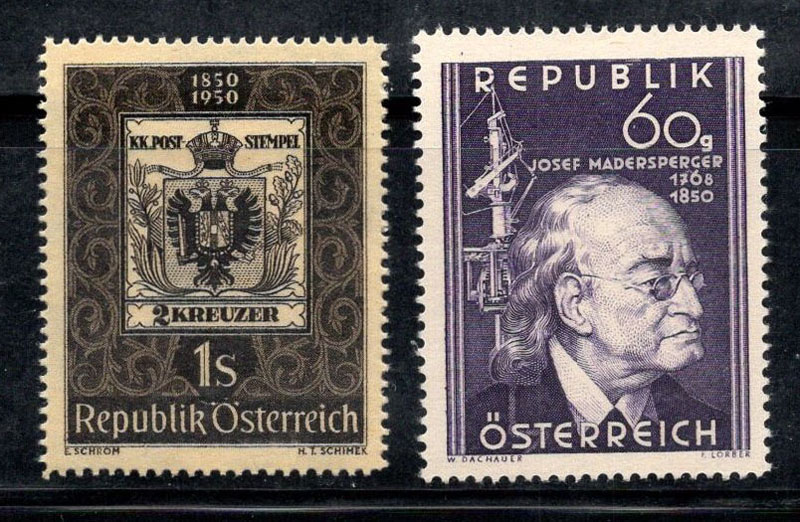 1850
1950
KK.POST-STEMPEL
2 KREUZER
1s
Republik Österreich
E. SCHROM H. T. SCHIMEK
REPUBLIK
60g
JOSEF MADERSPERGER
1768
1850
ÖSTERREICH
W. DACHAUER F. LORBER